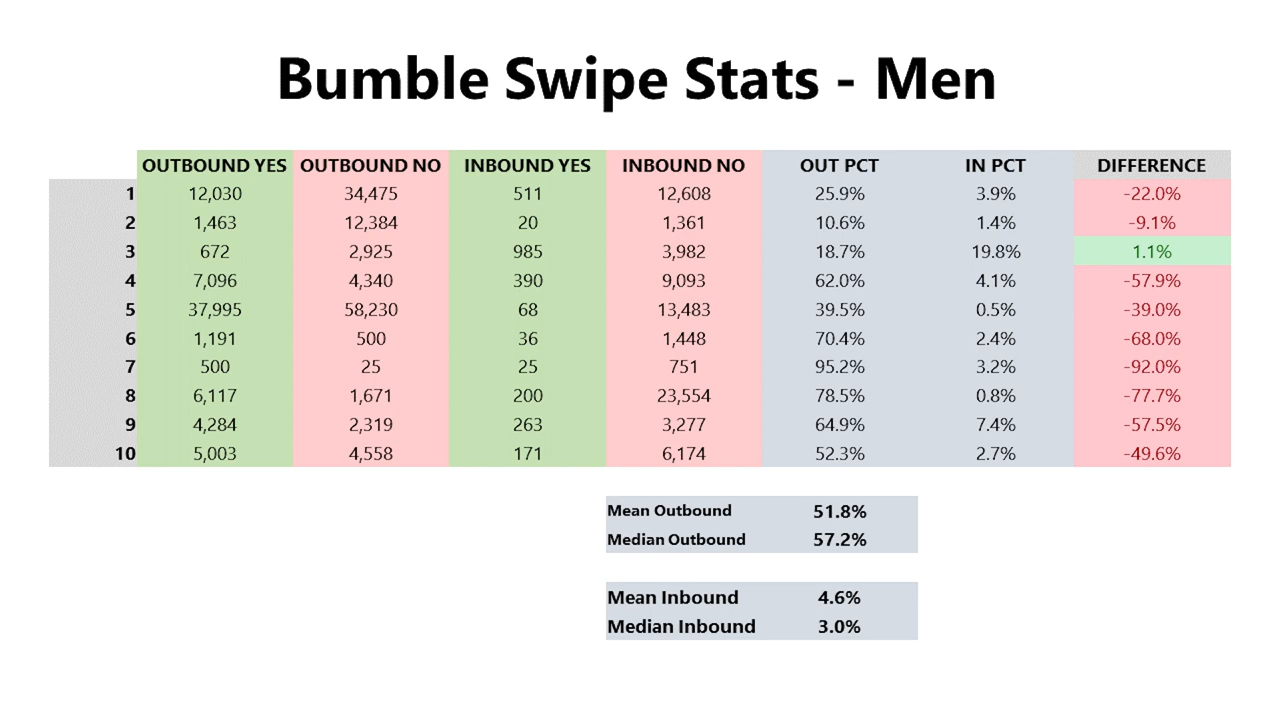 Bumble Swipe Stats - Men
OUTBOUND YES OUTBOUND NO INBOUND YES INBOUND NO OUT PCT IN PCT DIFFERENCE
1 12,030 34,475 511 12,608 25.9% 3.9% -22.0%
2 1,463 12,384 20 1,361 10.6% 1.4% -9.1%
3 672 2,925 985 3,982 18.7% 19.8% 1.1%
4 7,096 4,340 390 9,093 62.0% 4.1% -57.9%
5 37,995 58,230 68 13,483 39.5% 0.5% -39.0%
6 1,191 500 36 1,448 70.4% 2.4% -68.0%
7 500 25 25 751 95.2% 3.2% -92.0%
8 6,117 1,671 200 23,554 78.5% 0.8% -77.7%
9 4,284 2,319 263 3,277 64.9% 7.4% -57.5%
10 5,003 4,558 171 6,174 52.3% 2.7% -49.6%
Mean Outbound 51.8%
Median Outbound 57.2%
Mean Inbound 4.6%
Median Inbound 3.0%